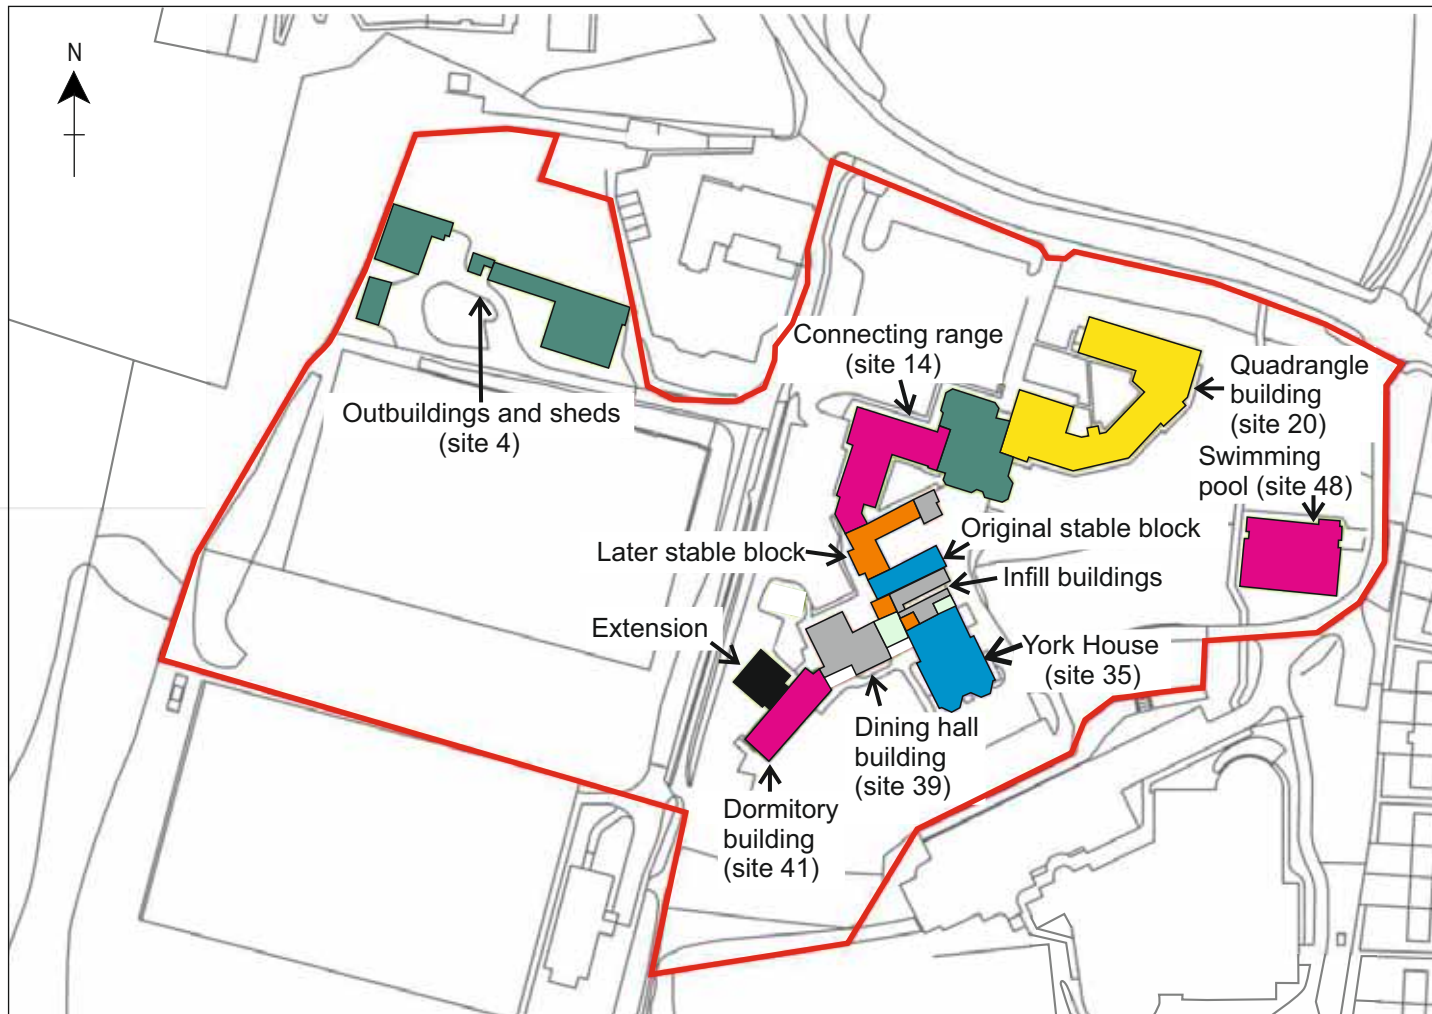 N
Connecting range
(site 14)
Quadrangle
building
(site 20)
Outbuildings and sheds
(site 4)
Swimming
pool (site 48)
Original stable block
Later stable block
Infill buildings
Extension
York House
(site 35)
Dining hall
building
(site 39)
Dormitory
building
(site 41)